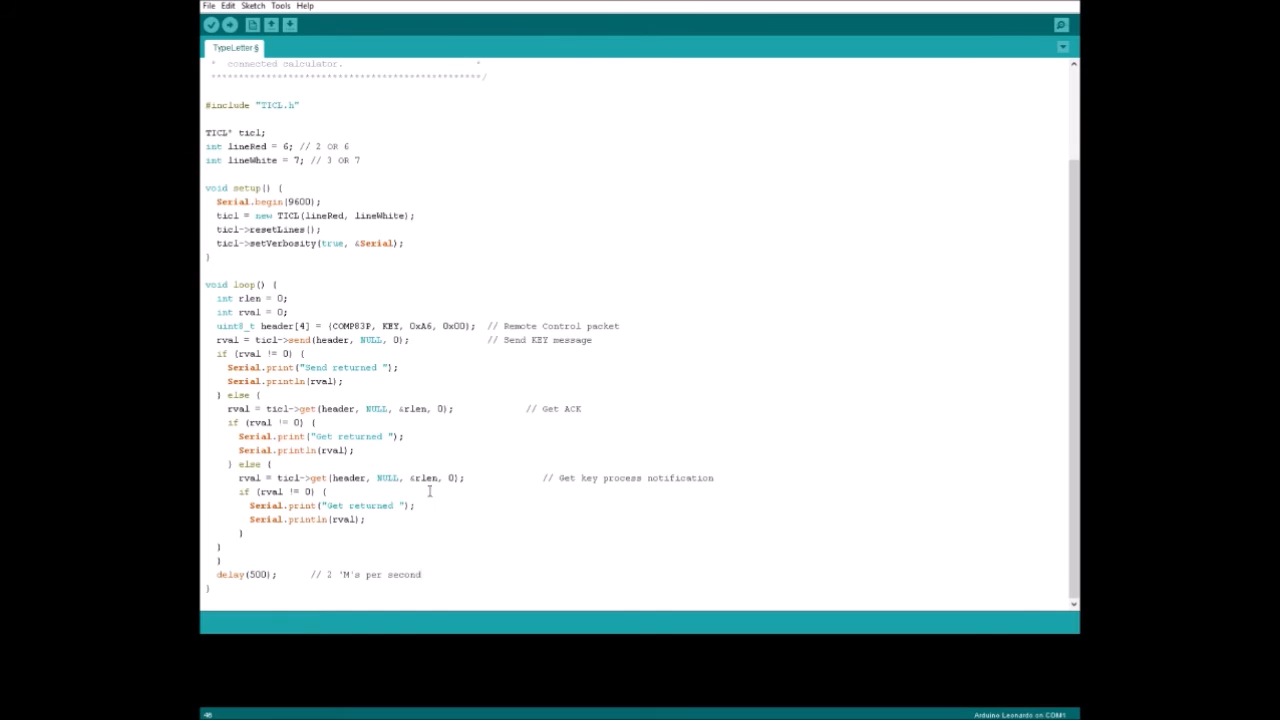 File Edit Sketch Tools Help
TypeLetter §
* connected calculator. *
***************************************************/
#include "TICL.h"
TICL* ticl;
int lineRed = 6; // 2 OR 6
int lineWhite = 7; // 3 OR 7
void setup() {
Serial.begin(9600);
ticl = new TICL(lineRed, lineWhite);
ticl->resetLines();
ticl->setVerbosity(true, &Serial);
}
void loop() {
int rlen = 0;
int rval = 0;
uint8_t header[4] = {COMP83P, KEY, 0xA6, 0x00}; // Remote Control packet
rval = ticl->send(header, NULL, 0); // Send KEY message
if (rval != 0) {
Serial.print("Send returned ");
Serial.println(rval);
} else {
rval = ticl->get(header, NULL, &rlen, 0); // Get ACK
if (rval != 0) {
Serial.print("Get returned ");
Serial.println(rval);
} else {
rval = ticl->get(header, NULL, &rlen, 0); // Get key process notification
if (rval != 0) {
Serial.print("Get returned ");
Serial.println(rval);
}
}
}
delay(500); // 2 'M's per second
}
46
Arduino Leonardo on COM1